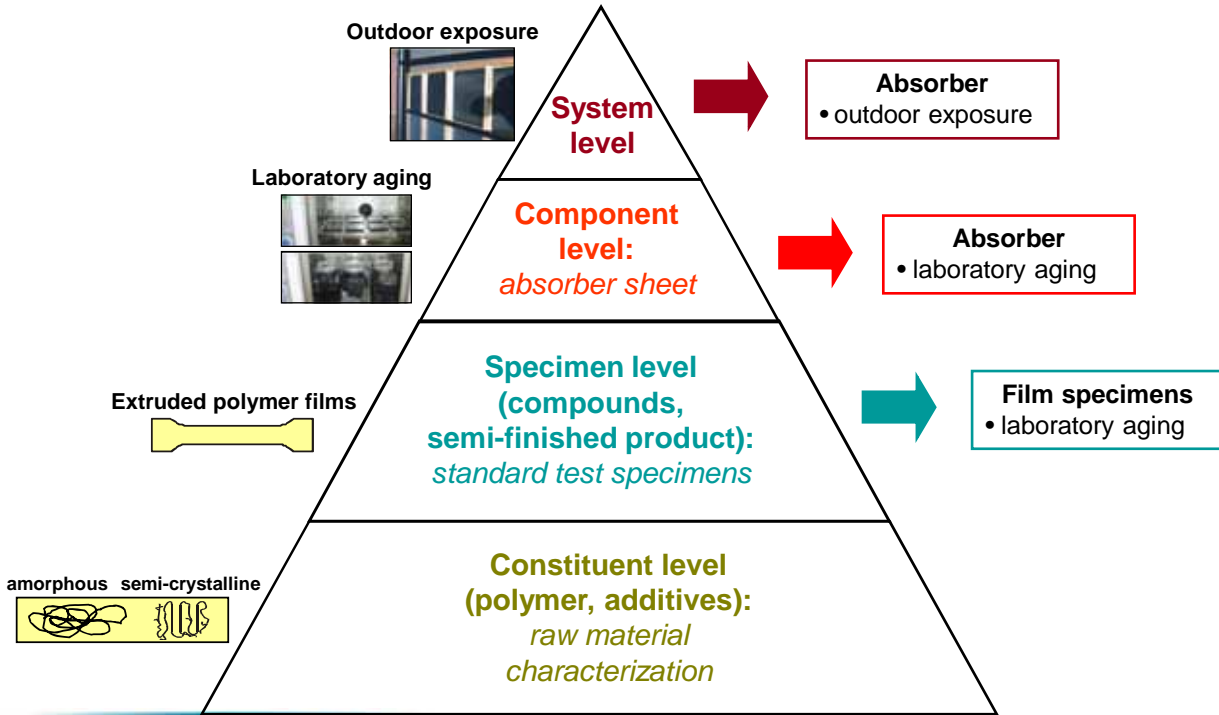 Outdoor exposure
System
level
Absorber
• outdoor exposure
Laboratory aging
Component
level:
absorber sheet
Absorber
• laboratory aging
Extruded polymer films
Specimen level
(compounds,
semi-finished product):
standard test specimens
Film specimens
• laboratory aging
amorphous semi-crystalline
Constituent level
(polymer, additives):
raw material
characterization